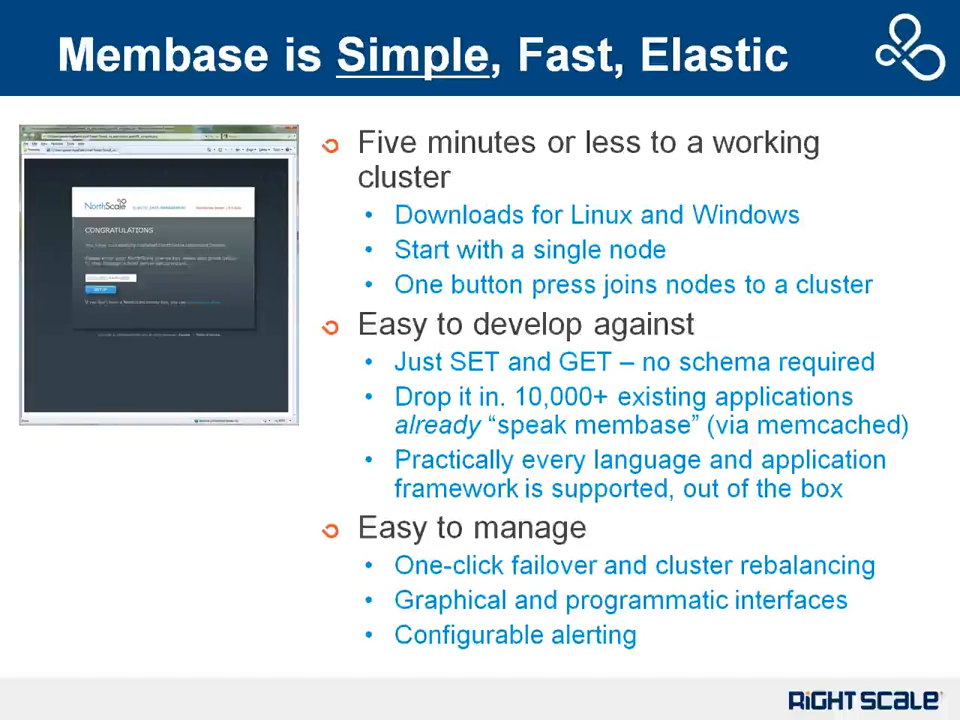 Membase is Simple, Fast, Elastic
NorthScale
CONGRATULATIONS
Five minutes or less to a working
cluster
• Downloads for Linux and Windows
• Start with a single node
• One button press joins nodes to a cluster
Easy to develop against
• Just SET and GET – no schema required
• Drop it in. 10,000+ existing applications
already “speak membase” (via memcached)
• Practically every language and application
framework is supported, out of the box
Easy to manage
• One-click failover and cluster rebalancing
• Graphical and programmatic interfaces
• Configurable alerting
RIGHTSCALE